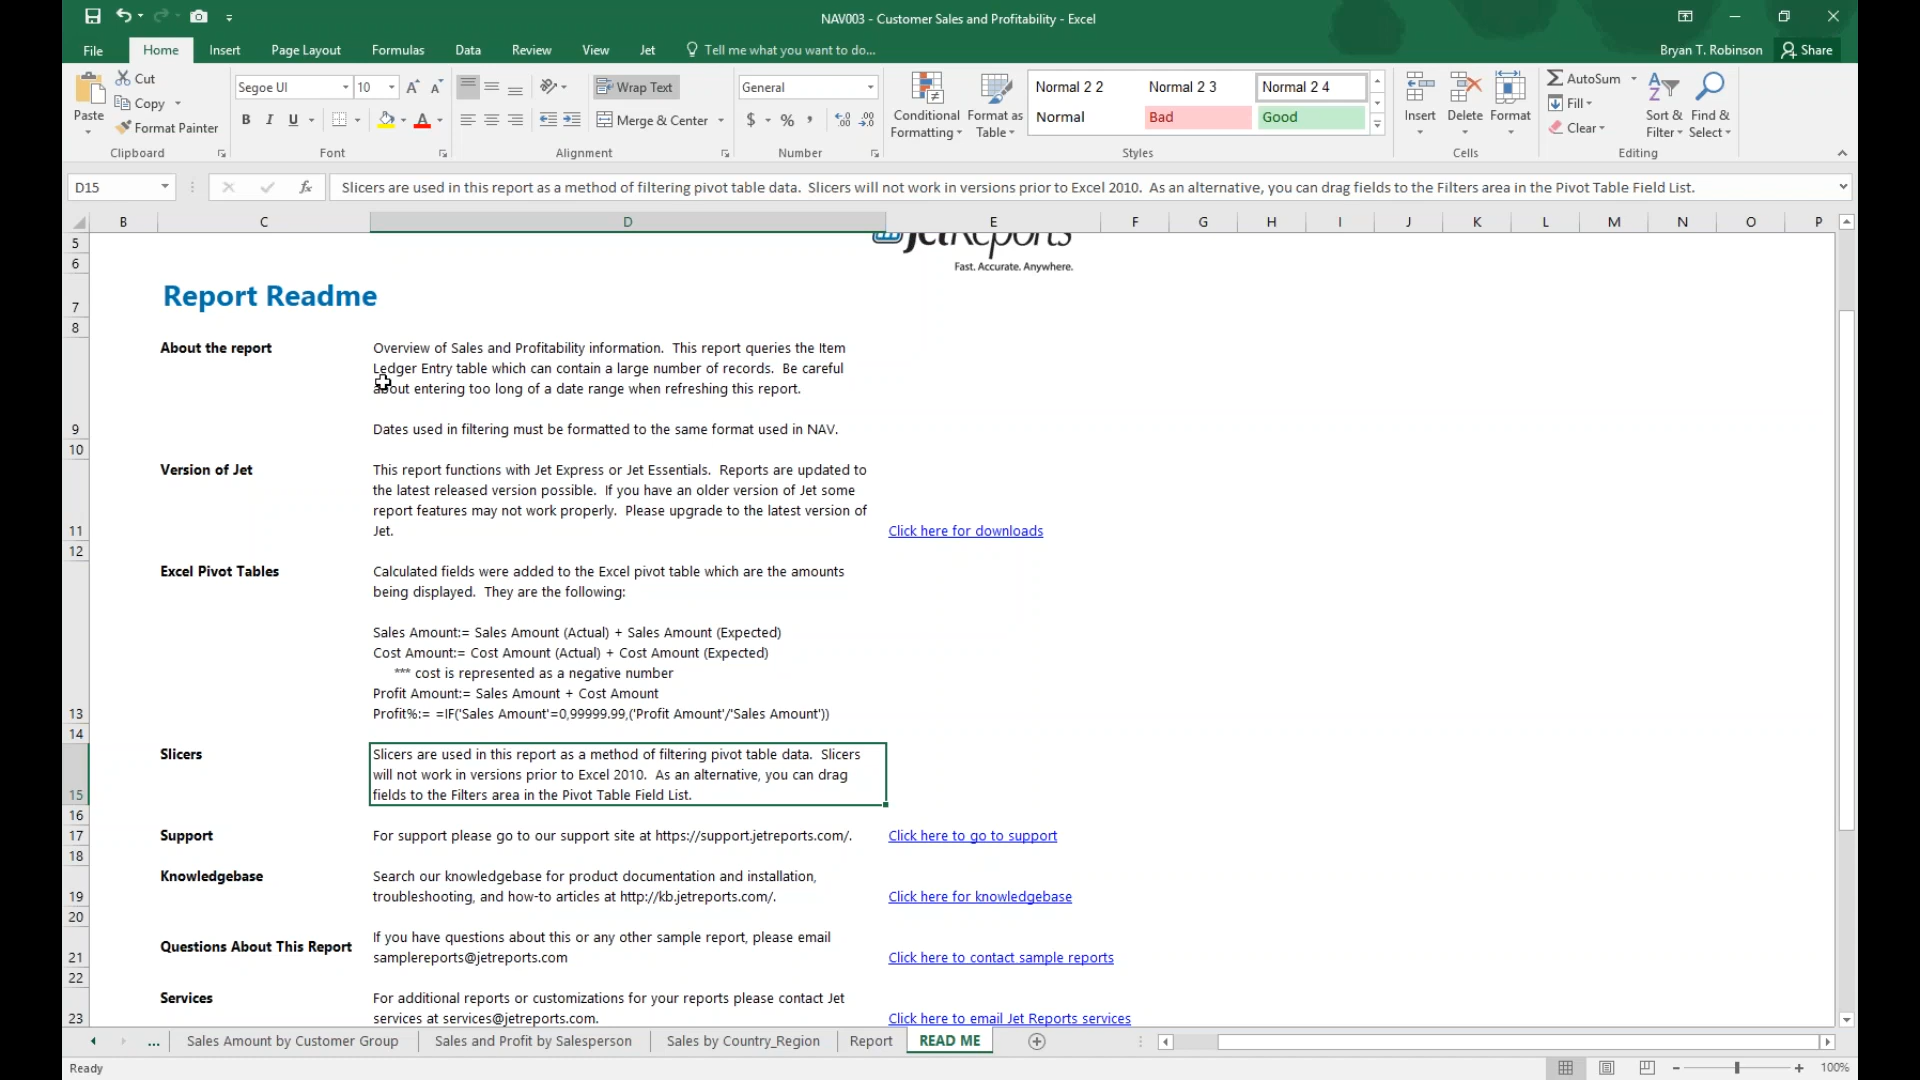 NAV003 - Customer Sales and Profitability - Excel
File Home Insert Page Layout Formulas Data Review View Jet Tell me what you want to do... Bryan T. Robinson Share
Paste
Cut
Copy
Format Painter
Clipboard
Segoe UI 10
B I U
Font
Wrap Text
Merge & Center
Alignment
General
$ % ,
Number
Conditional Formatting
Format as Table
Normal 2 2 Normal 2 3 Normal 2 4
Normal Bad Good
Styles
Insert Delete Format
Cells
AutoSum
Fill
Clear
Sort & Filter
Find & Select
Editing
D15 fx Slicers are used in this report as a method of filtering pivot table data. Slicers will not work in versions prior to Excel 2010. As an alternative, you can drag fields to the Filters area in the Pivot Table Field List.
B C D E F G H I J K L M N O P
5 JetReports
6 Fast. Accurate. Anywhere.
7 Report Readme
8
About the report Overview of Sales and Profitability information. This report queries the Item
Ledger Entry table which can contain a large number of records. Be careful
about entering too long of a date range when refreshing this report.
9 Dates used in filtering must be formatted to the same format used in NAV.
10
Version of Jet This report functions with Jet Express or Jet Essentials. Reports are updated to
the latest released version possible. If you have an older version of Jet some
report features may not work properly. Please upgrade to the latest version of
11 Jet. Click here for downloads
12
Excel Pivot Tables Calculated fields were added to the Excel pivot table which are the amounts
being displayed. They are the following:
Sales Amount:= Sales Amount (Actual) + Sales Amount (Expected)
Cost Amount:= Cost Amount (Actual) + Cost Amount (Expected)
*** cost is represented as a negative number
Profit Amount:= Sales Amount + Cost Amount
13 Profit%:= =IF('Sales Amount'=0,99999.99,('Profit Amount'/'Sales Amount'))
14
Slicers Slicers are used in this report as a method of filtering pivot table data. Slicers
will not work in versions prior to Excel 2010. As an alternative, you can drag
15 fields to the Filters area in the Pivot Table Field List.
16
17 Support For support please go to our support site at https://support.jetreports.com/. Click here to go to support
18
Knowledgebase Search our knowledgebase for product documentation and installation,
19 troubleshooting, and how-to articles at http://kb.jetreports.com/. Click here for knowledgebase
20
Questions About This Report If you have questions about this or any other sample report, please email
21 samplereports@jetreports.com Click here to contact sample reports
22
Services For additional reports or customizations for your reports please contact Jet
23 services at services@jetreports.com. Click here to email Jet Reports services
... Sales Amount by Customer Group Sales and Profit by Salesperson Sales by Country_Region Report READ ME
Ready 100%